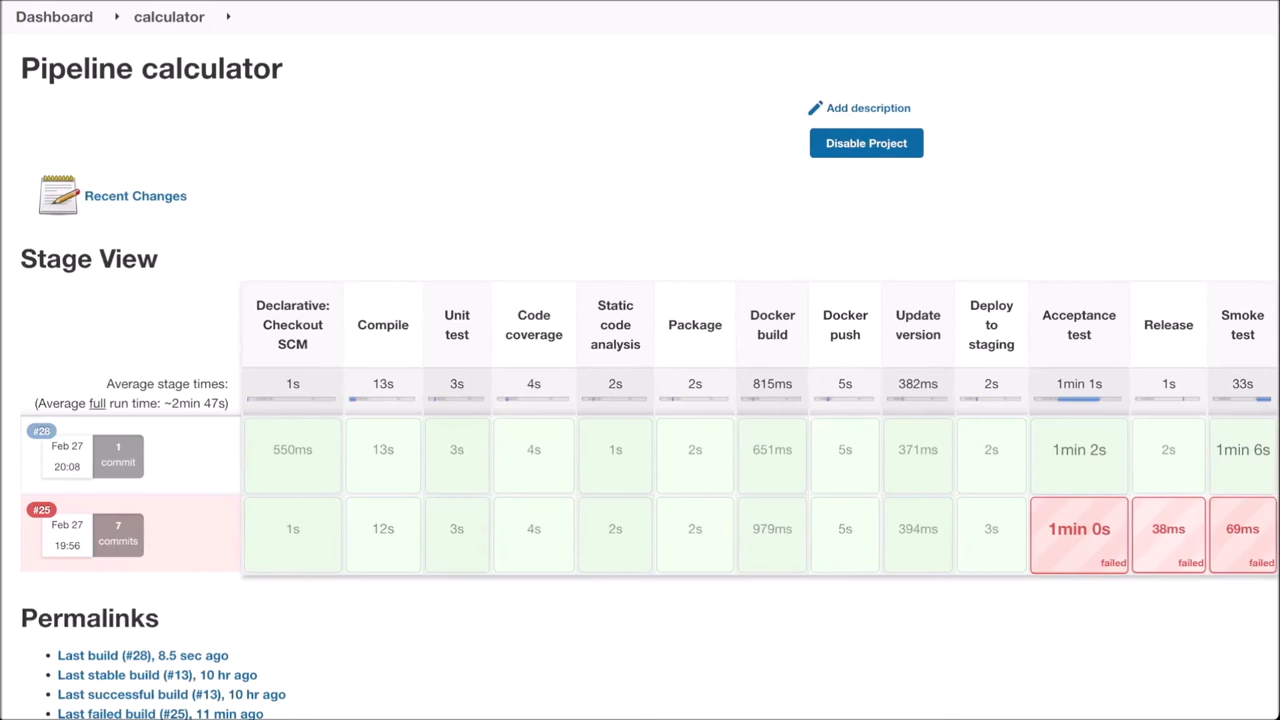 Dashboard
calculator
Pipeline calculator
Add description
Disable Project
Recent Changes
Stage View
Declarative:
Checkout
SCM
Compile
Unit
test
Code
coverage
Static
code
analysis
Package
Docker
build
Docker
push
Update
version
Deploy
to
staging
Acceptance
test
Release
Smoke
test
Average stage times:
(Average full run time: ~2min 47s)
1s
13s
3s
4s
2s
2s
815ms
5s
382ms
2s
1min 1s
1s
33s
#28
Feb 27
20:08
1
commit
550ms
13s
3s
4s
1s
2s
651ms
5s
371ms
2s
1min 2s
2s
1min 6s
#25
Feb 27
19:56
7
commits
1s
12s
3s
4s
2s
2s
979ms
5s
394ms
3s
1min 0s
failed
38ms
failed
69ms
failed
Permalinks
• Last build (#28), 8.5 sec ago
• Last stable build (#13), 10 hr ago
• Last successful build (#13), 10 hr ago
• Last failed build (#25), 11 min ago